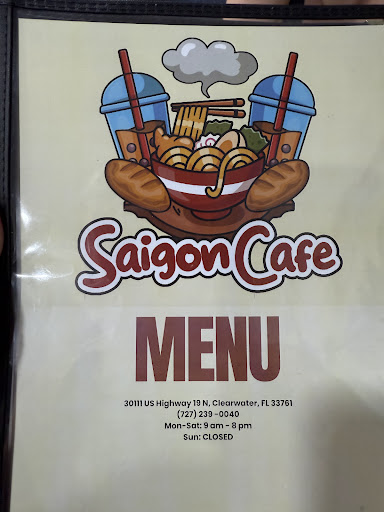 Saigon Cafe
MENU
30111 US Highway 19 N, Clearwater, FL 33761
(727) 239 -0040
Mon-Sat: 9 am - 8 pm
Sun: CLOSED